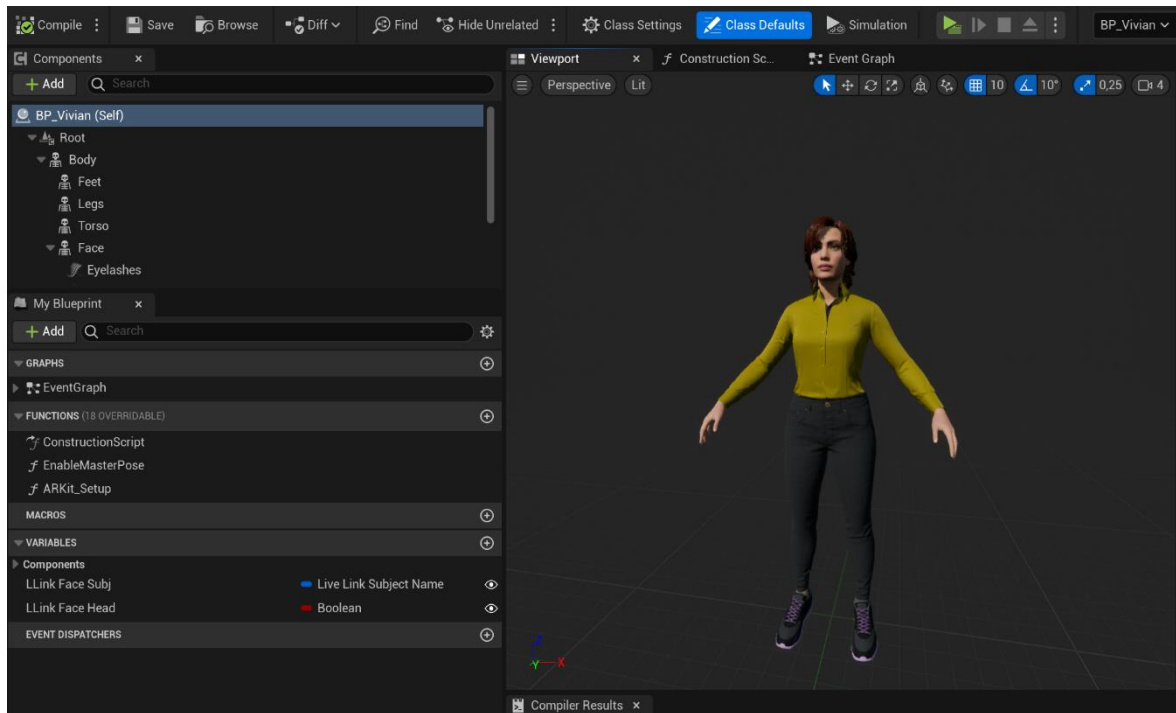 Compile Save Browse Diff Find Hide Unrelated Class Settings Class Defaults Simulation BP_Vivian
Components
Add Search
BP_Vivian (Self)
Root
Body
Feet
Legs
Torso
Face
Eyelashes
My Blueprint
Add Search
GRAPHS
EventGraph
FUNCTIONS (18 OVERRIDABLE)
ConstructionScript
EnableMasterPose
ARKit_Setup
MACROS
VARIABLES
Components
LLink Face Subj Live Link Subject Name
LLink Face Head Boolean
EVENT DISPATCHERS
Viewport Construction Sc... Event Graph
Perspective Lit 10 10° 0,25 4
Z
Y X
Compiler Results